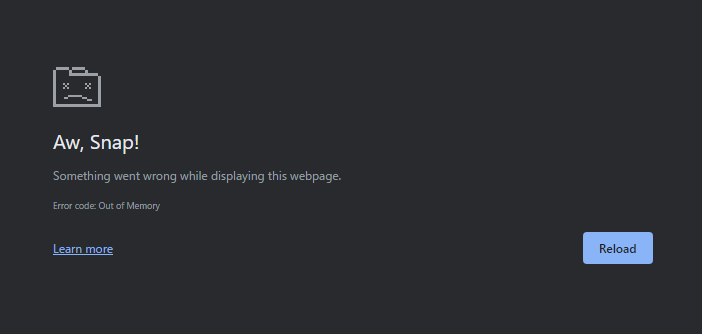 Aw, Snap!
Something went wrong while displaying this webpage.
Error code: Out of Memory
Learn more
Reload